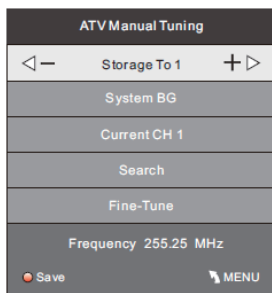 ATV Manual Tuning
Storage To 1
System BG
Current CH 1
Search
Fine-Tune
Frequency 255.25 MHz
Save MENU